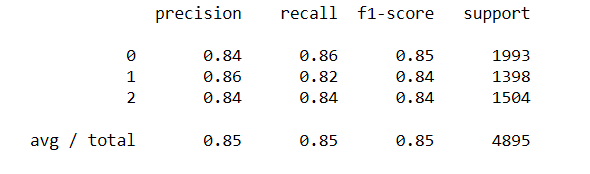 precision recall f1-score support
0 0.84 0.86 0.85 1993
1 0.86 0.82 0.84 1398
2 0.84 0.84 0.84 1504
avg / total 0.85 0.85 0.85 4895